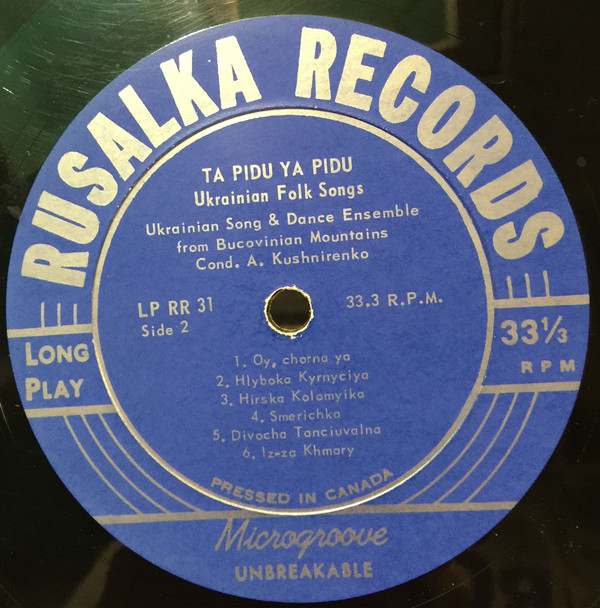 RUSALKA RECORDS
TA PIDU YA PIDU
Ukrainian Folk Songs
Ukrainian Song & Dance Ensemble
from Bucovinian Mountains
Cond. A. Kushnirenko
LP RR 31
Side 2
33.3 R.P.M.
LONG
PLAY
33⅓
RPM
1. Oy, chorna ya
2. Hlyboka Kyrnyciya
3. Hirska Kolomyika
4. Smerichka
5. Divocha Tanciuvalna
6. Iz-za Khmary
PRESSED IN CANADA
Microgroove
UNBREAKABLE